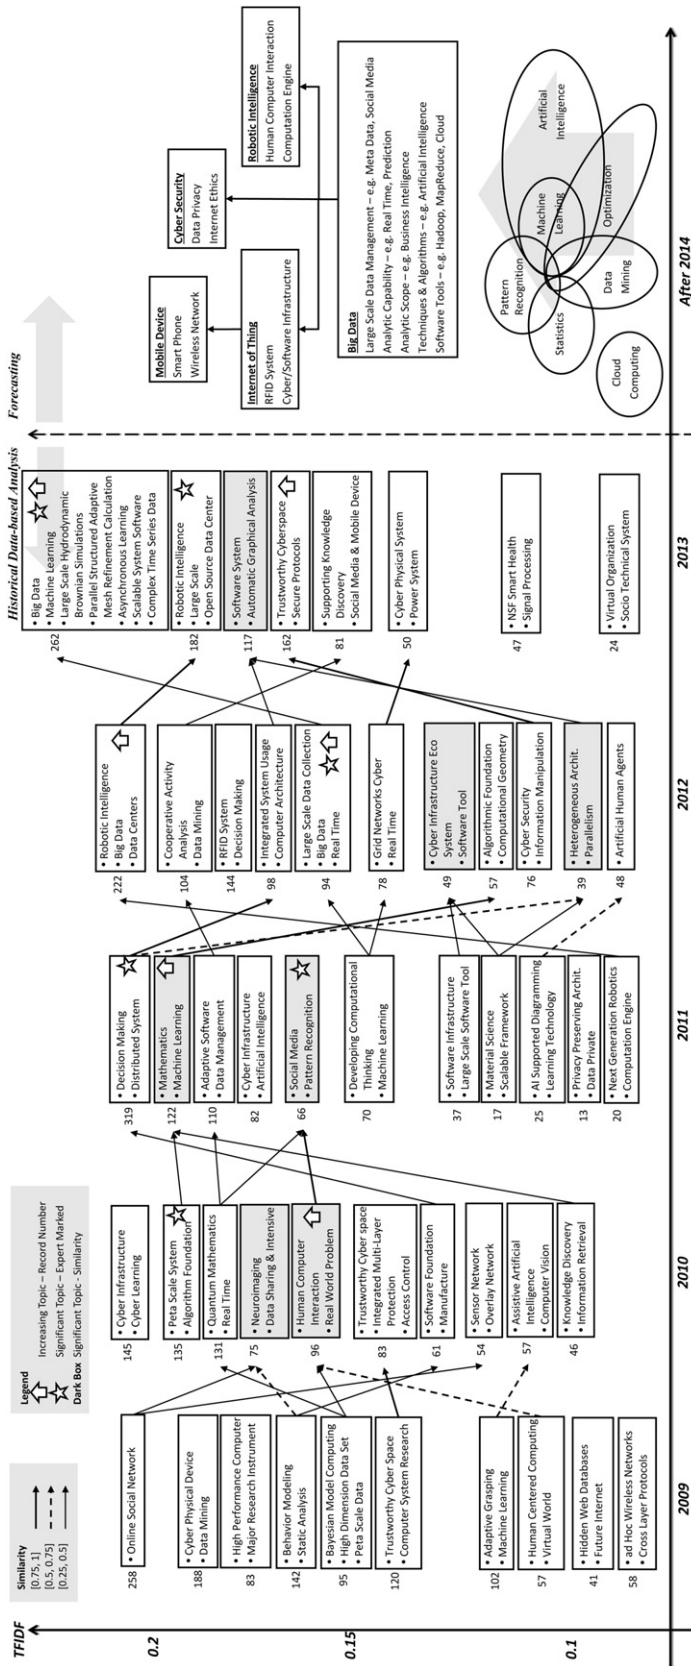 TFIDF
0.2
0.15
0.1
Similarity
[0.75, 1]
[0.5, 0.75)
[0.25, 0.5)
Legend
Increasing Topic – Record Number
Significant Topic – Expert Marked
Dark Box Significant Topic - Similarity
Historical Data-based Analysis
Forecasting
258
• Online Social Network
188
• Cyber Physical Device
• Data Mining
83
• High Performance Computer
• Major Research Instrument
142
• Behavior Modeling
• Static Analysis
95
• Bayesian Model Computing
• High Dimension Data Set
• Peta Scale Data
120
• Trustworthy Cyber Space
• Computer System Research
102
• Adaptive Grasping
• Machine Learning
57
• Human Centered Computing
• Virtual World
41
• Hidden Web Databases
• Future Internet
58
• ad Hoc Wireless Networks
• Cross Layer Protocols
2009
145
• Cyber Infrastructure
• Cyber Learning
135
• Peta Scale System
• Algorithm Foundation
131
• Quantum Mathematics
• Real Time
75
• Neuroimaging
• Data Sharing & Intensive
96
• Human Computer
Interaction
• Real World Problem
83
• Trustworthy Cyber space
• Integrated Multi-Layer
Protection
• Access Control
61
• Software Foundation
• Manufacture
54
• Sensor Network
• Overlay Network
57
• Assistive Artificial
Intelligence
• Computer Vision
46
• Knowledge Discovery
• Information Retrieval
2010
319
• Decision Making
• Distributed System
122
• Mathematics
• Machine Learning
110
• Adaptive Software
• Data Management
82
• Cyber Infrastructure
• Artificial Intelligence
66
• Social Media
• Pattern Recognition
70
• Developing Computational
Thinking
• Machine Learning
37
• Software Infrastructure
• Large Scale Software Tool
17
• Material Science
• Scalable Framework
25
• AI Supported Diagramming
• Learning Technology
13
• Privacy Preserving Archit.
• Data Private
20
• Next Generation Robotics
• Computation Engine
2011
222
• Robotic Intelligence
• Big Data
• Data Centers
104
• Cooperative Activity
Analysis
• Data Mining
144
• RFID System
• Decision Making
98
• Integrated System Usage
• Computer Architecture
94
• Large Scale Data Collection
• Big Data
• Real Time
78
• Grid Networks Cyber
• Real Time
49
• Cyber Infrastructure Eco
System
• Software Tool
57
• Algorithmic Foundation
• Computational Geometry
76
• Cyber Security
• Information Manipulation
39
• Heterogeneous Archit.
• Parallelism
48
• Artificial Human Agents
2012
262
• Big Data
• Machine Learning
• Large Scale Hydrodynamic
Brownian Simulations
• Parallel Structured Adaptive
Mesh Refinement Calculation
• Asynchronous Learning
• Scalable System Software
• Complex Time Series Data
182
• Robotic Intelligence
• Large Scale
• Open Source Data Center
117
• Software System
• Automatic Graphical Analysis
162
• Trustworthy Cyberspace
• Secure Protocols
81
• Supporting Knowledge
Discovery
• Social Media & Mobile Device
50
• Cyber Physical System
• Power System
47
• NSF Smart Health
• Signal Processing
24
• Virtual Organization
• Socio Technical System
2013
Mobile Device
Smart Phone
Wireless Network
Cyber Security
Data Privacy
Internet Ethics
Internet of Thing
RFID System
Cyber/Software Infrastructure
Robotic Intelligence
Human Computer Interaction
Computation Engine
Big Data
Large Scale Data Management – e.g. Meta Data, Social Media
Analytic Capability – e.g. Real Time, Prediction
Analytic Scope – e.g. Business Intelligence
Techniques & Algorithms – e.g. Artificial Intelligence
Software Tools – e.g. Hadoop, MapReduce, Cloud
Pattern
Recognition
Statistics
Machine
Learning
Artificial
Intelligence
Cloud
Computing
Data
Mining
Optimization
After 2014